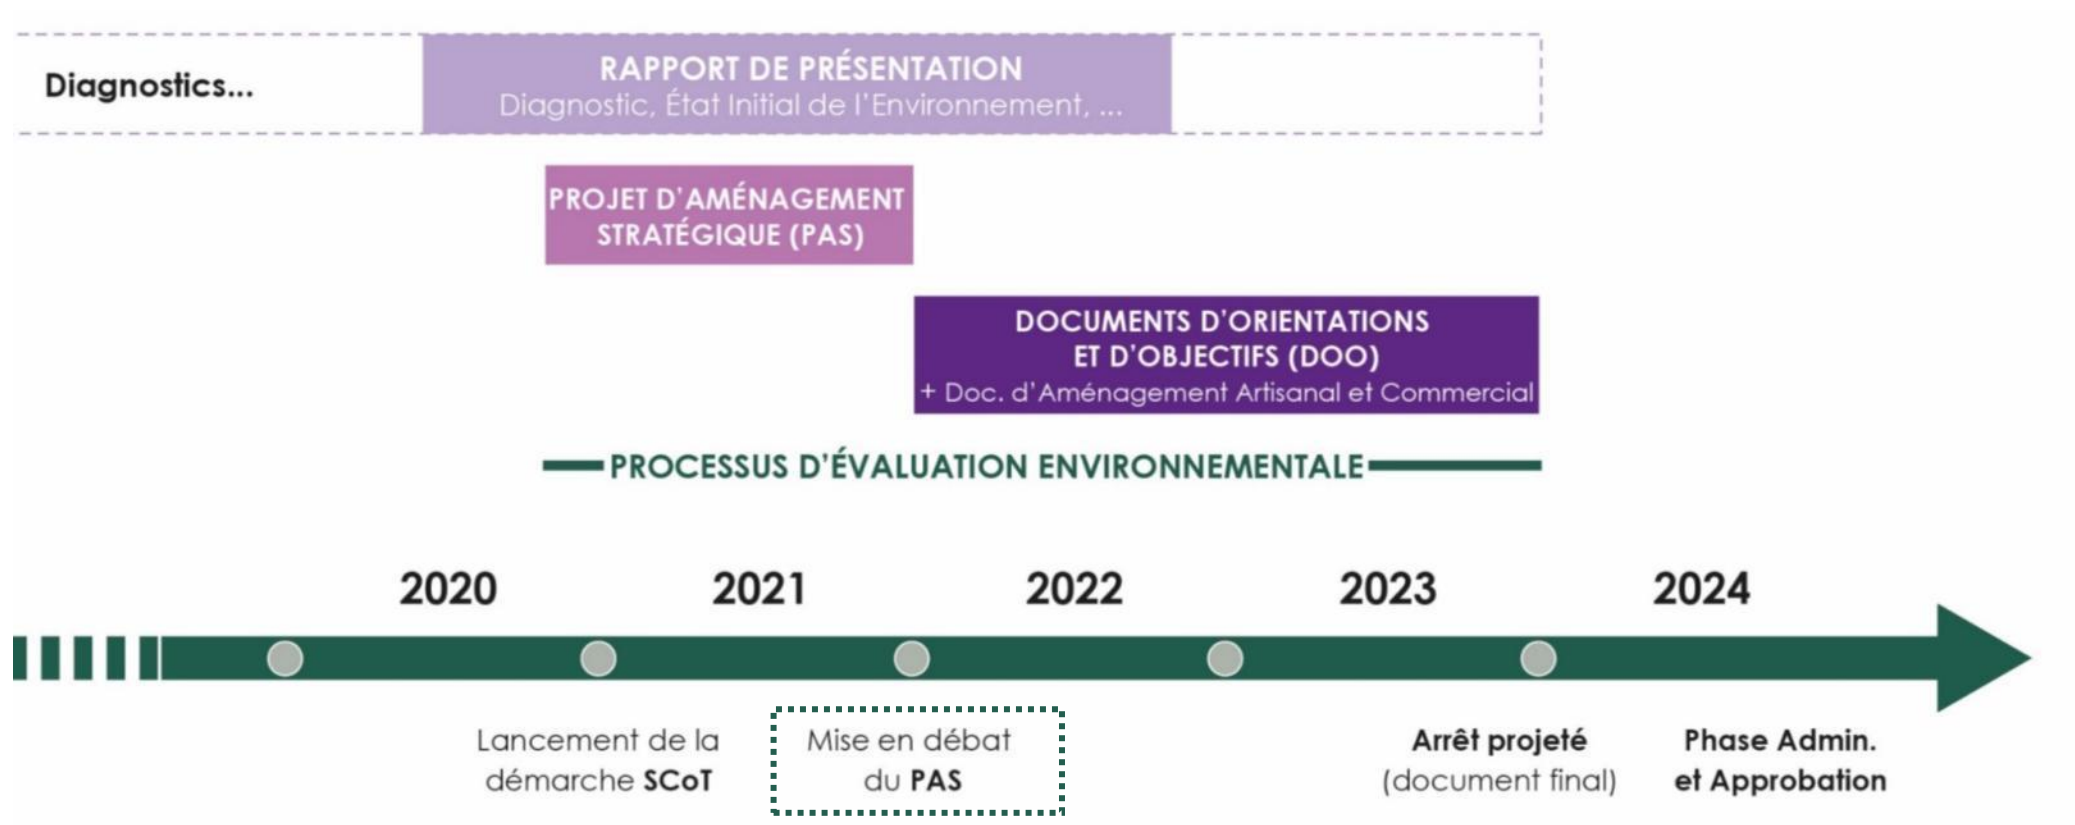 Diagnostics...
RAPPORT DE PRÉSENTATION
Diagnostic, État Initial de l'Environnement, ...
PROJET D'AMÉNAGEMENT
STRATÉGIQUE (PAS)
DOCUMENTS D'ORIENTATIONS
ET D'OBJECTIFS (DOO)
+ Doc. d'Aménagement Artisanal et Commercial
PROCESSUS D'ÉVALUATION ENVIRONNEMENTALE
2020
2021
2022
2023
2024
Lancement de la
démarche SCoT
Mise en débat
du PAS
Arrêt projeté
(document final)
Phase Admin.
et Approbation